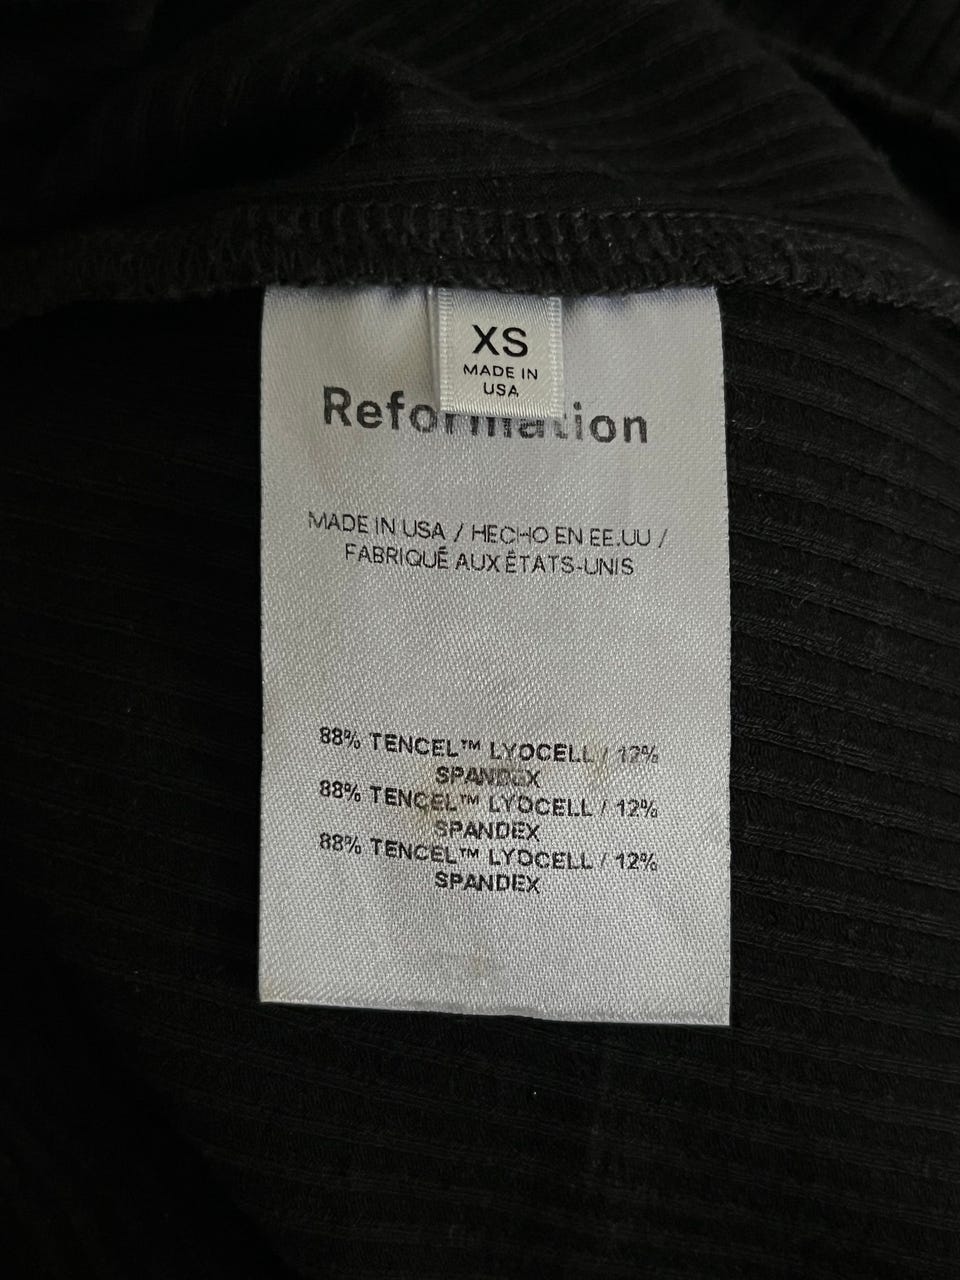 XS
MADE IN
USA
Reformation
MADE IN USA / HECHO EN EE.UU /
FABRIQUÉ AUX ÉTATS-UNIS
88% TENCEL™ LYOCELL / 12%
SPANDEX
88% TENCEL™ LYOCELL / 12%
SPANDEX
88% TENCEL™ LYOCELL / 12%
SPANDEX